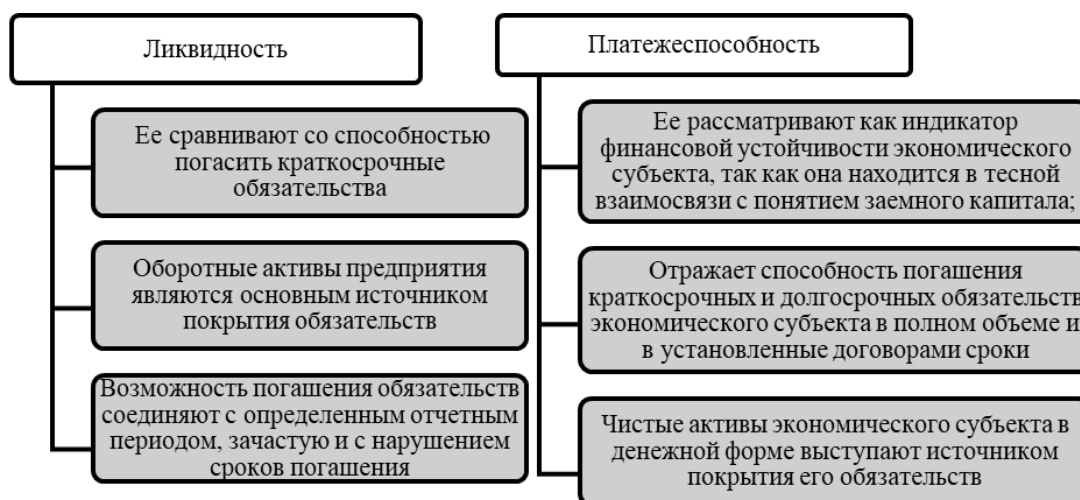 Ликвидность
Ее сравнивают со способностью
погасить краткосрочные
обязательства
Оборотные активы предприятия
являются основным источником
покрытия обязательств
Возможность погашения обязательств
соединяют с определенным отчетным
периодом, зачастую и с нарушением
сроков погашения
Платежеспособность
Ее рассматривают как индикатор
финансовой устойчивости экономического
субъекта, так как она находится в тесной
взаимосвязи с понятием заемного капитала;
Отражает способность погашения
краткосрочных и долгосрочных обязательств
экономического субъекта в полном объеме и
в установленные договорами сроки
Чистые активы экономического субъекта в
денежной форме выступают источником
покрытия его обязательств